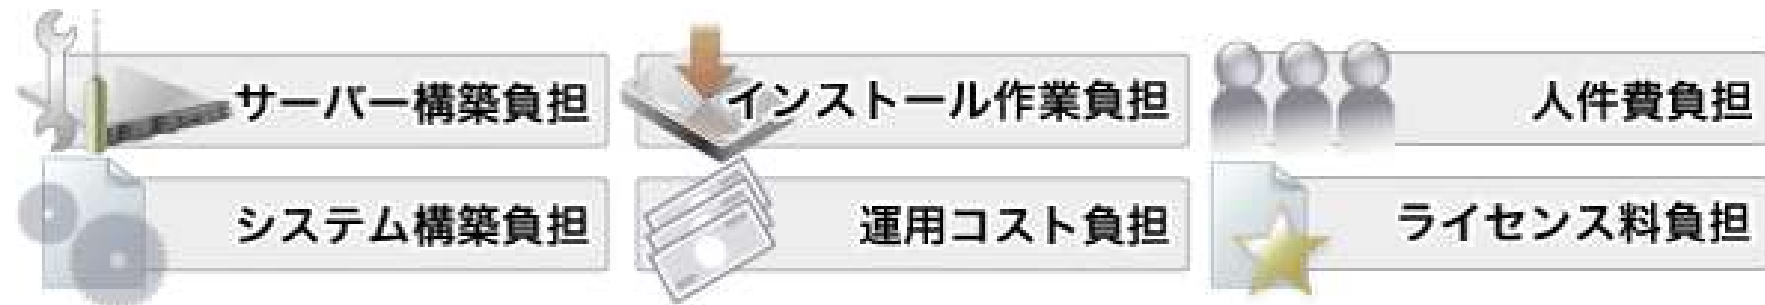 サーバー構築負担
インストール作業負担
人件費負担
システム構築負担
運用コスト負担
ライセンス料負担